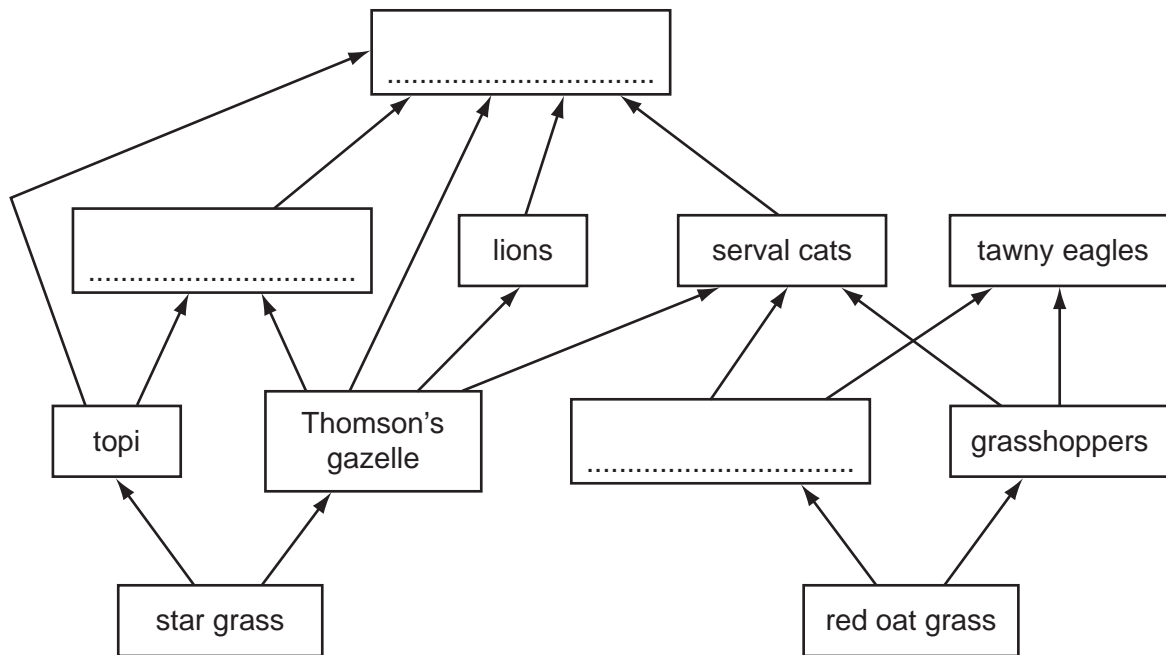 ................................
................................
lions
serval cats
tawny eagles
topi
Thomson's
gazelle
................................
grasshoppers
star grass
red oat grass